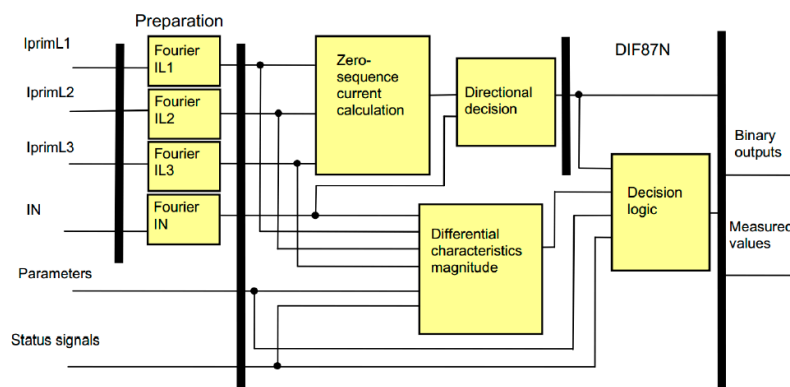 Preparation
IprimL1
Fourier
IL1
IprimL2
Fourier
IL2
IprimL3
Fourier
IL3
IN
Fourier
IN
Parameters
Status signals
Zero-
sequence
current
calculation
Directional
decision
Differential
characteristics
magnitude
DIF87N
Decision
logic
Binary
outputs
Measured
values